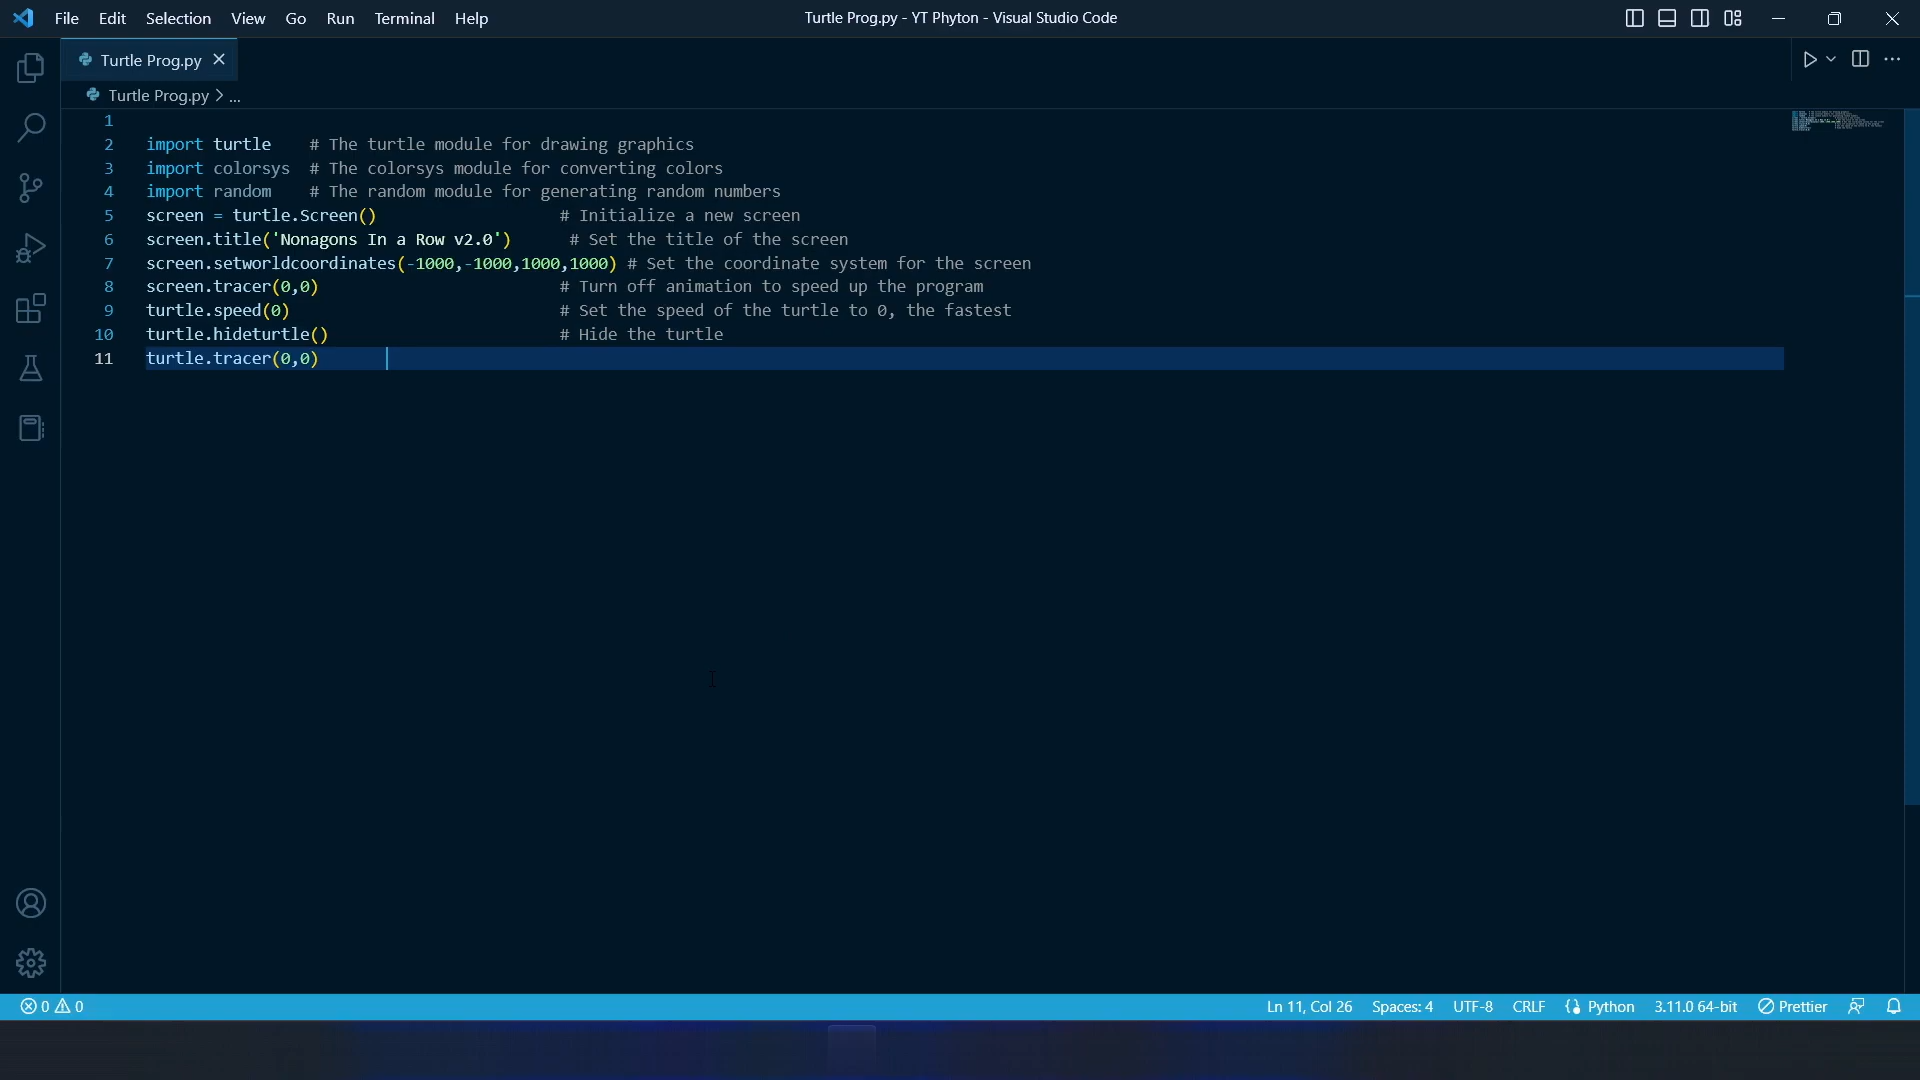 File Edit Selection View Go Run Terminal Help
Turtle Prog.py - YT Phyton - Visual Studio Code
Turtle Prog.py
Turtle Prog.py > ...
1
2 import turtle    # The turtle module for drawing graphics
3 import colorsys  # The colorsys module for converting colors
4 import random    # The random module for generating random numbers
5 screen = turtle.Screen()                   # Initialize a new screen
6 screen.title('Nonagons In a Row v2.0')      # Set the title of the screen
7 screen.setworldcoordinates(-1000,-1000,1000,1000) # Set the coordinate system for the screen
8 screen.tracer(0,0)                         # Turn off animation to speed up the program
9 turtle.speed(0)                            # Set the speed of the turtle to 0, the fastest
10 turtle.hideturtle()                        # Hide the turtle
11 turtle.tracer(0,0)
0 0
Ln 11, Col 26 Spaces: 4 UTF-8 CRLF Python 3.11.0 64-bit Prettier